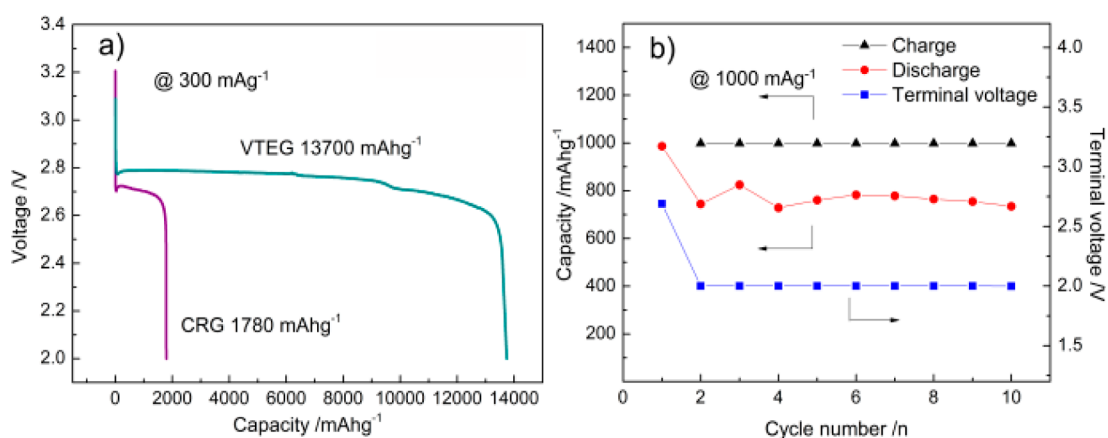 a)
@ 300 mAg⁻¹
VTEG 13700 mAhg⁻¹
CRG 1780 mAhg⁻¹
Voltage /V
3.4
3.2
3.0
2.8
2.6
2.4
2.2
2.0
0 2000 4000 6000 8000 10000 12000 14000
Capacity /mAhg⁻¹
b)
@ 1000 mAg⁻¹
Charge
Discharge
Terminal voltage
Capacity /mAhg⁻¹
1400
1200
1000
800
600
400
200
0 2 4 6 8 10
Cycle number /n
4.0
3.5
3.0
2.5
2.0
1.5
Terminal voltage /V